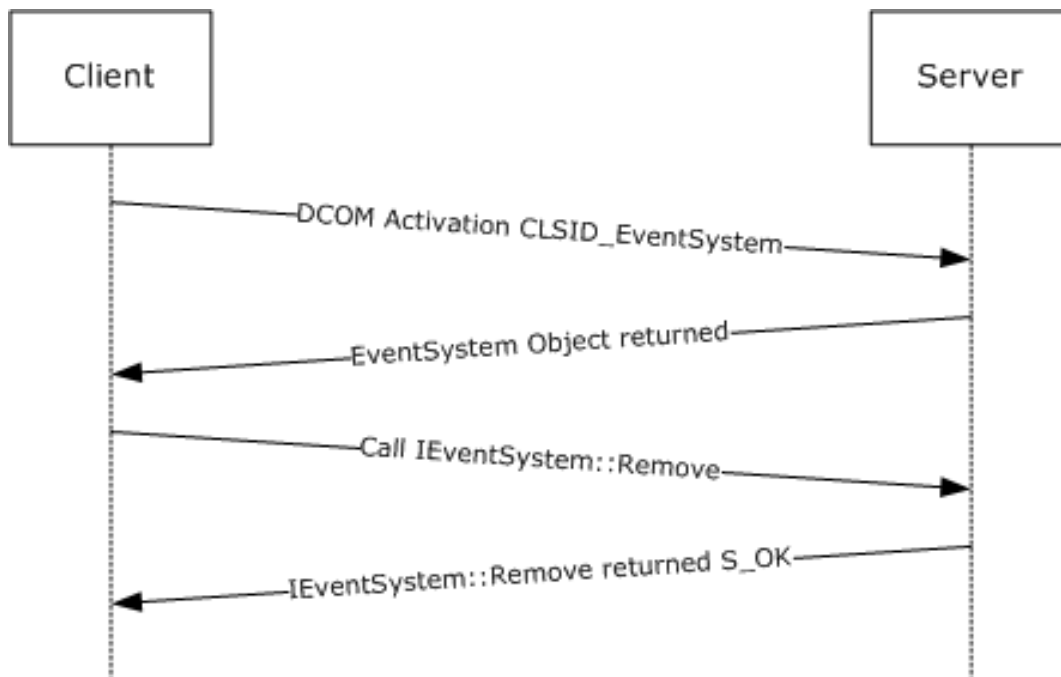 Client
Server
DCOM Activation CLSID_EventSystem
EventSystem Object returned
Call IEventSystem::Remove
IEventSystem::Remove returned S_OK